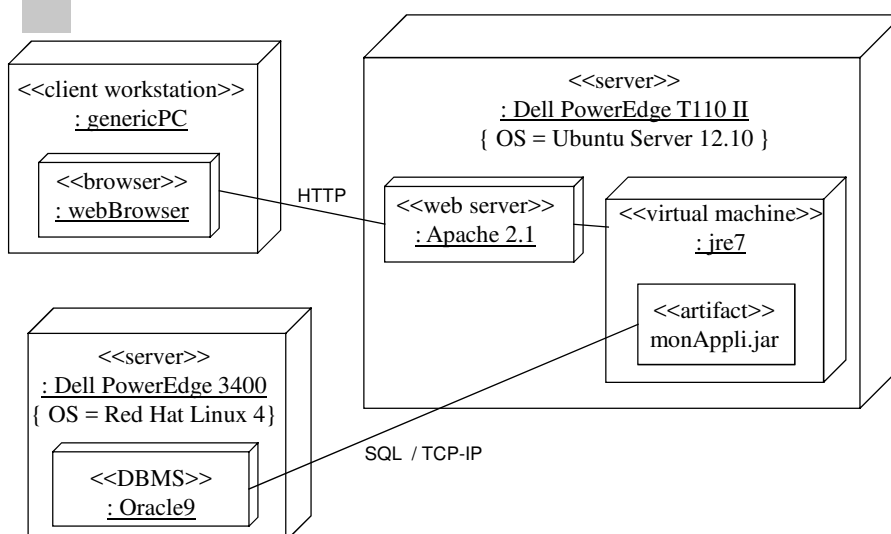 <<client workstation>>
: genericPC
<<browser>>
: webBrowser
HTTP
<<server>>
: Dell PowerEdge T110 II
{ OS = Ubuntu Server 12.10 }
<<web server>>
: Apache 2.1
<<virtual machine>>
: jre7
<<artifact>>
monAppli.jar
<<server>>
: Dell PowerEdge 3400
{ OS = Red Hat Linux 4}
<<DBMS>>
: Oracle9
SQL / TCP-IP